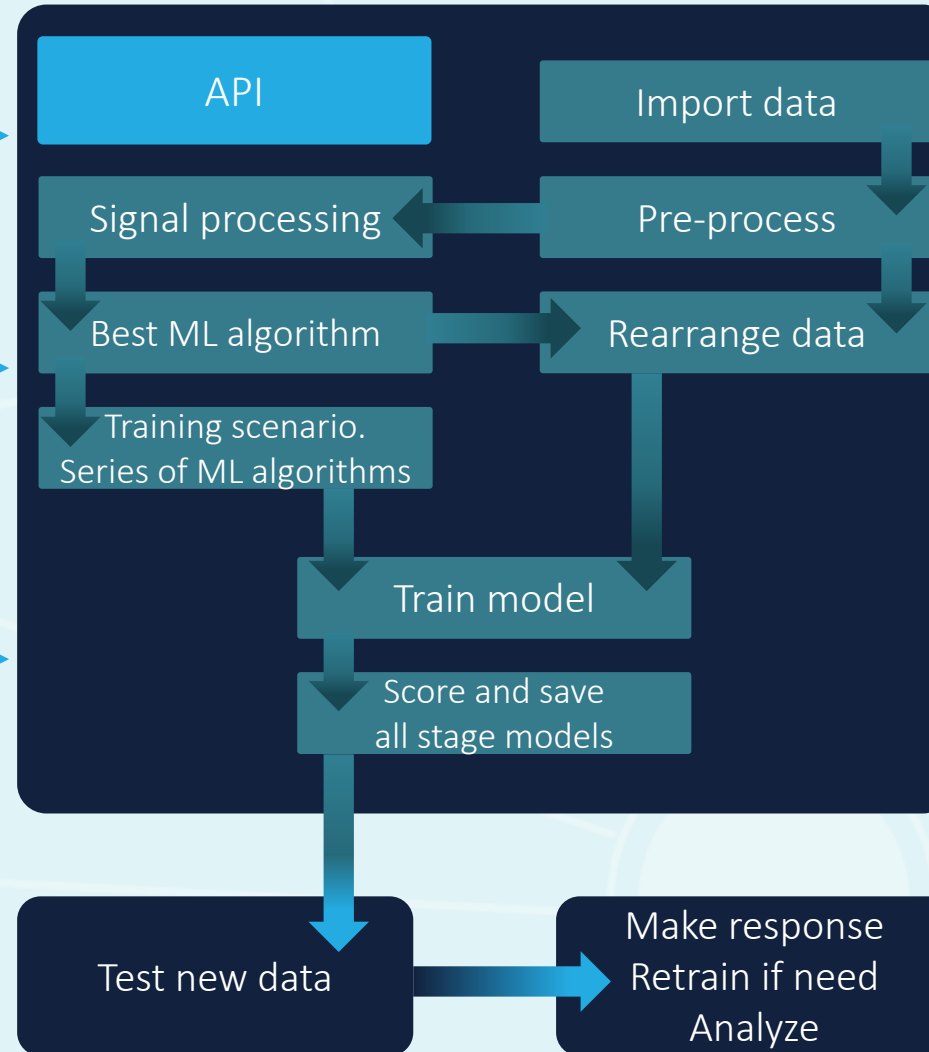 API
Import data
Signal processing
Pre-process
Best ML algorithm
Rearrange data
Training scenario.
Series of ML algorithms
Train model
Score and save
all stage models
Test new data
Make response
Retrain if need
Analyze